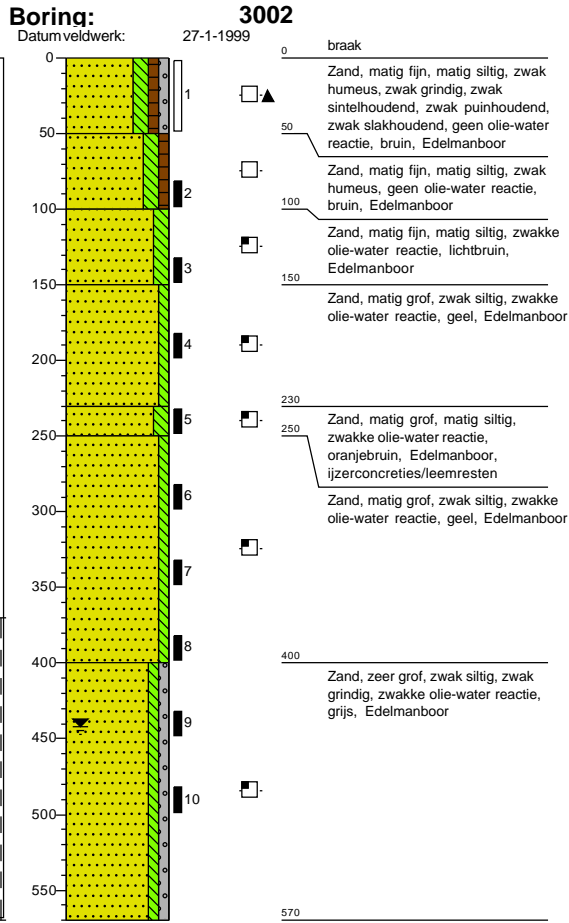 Boring: 3002
Datum veldwerk: 27-1-1999
0
50
100
150
200
250
300
350
400
450
500
550
1
2
3
4
5
6
7
8
9
10
0 braak
Zand, matig fijn, matig siltig, zwak
humeus, zwak grindig, zwak
sintelhoudend, zwak puinhoudend,
zwak slakhoudend, geen olie-water
reactie, bruin, Edelmanboor
50
Zand, matig fijn, matig siltig, zwak
humeus, geen olie-water reactie,
bruin, Edelmanboor
100
Zand, matig fijn, matig siltig, zwakke
olie-water reactie, lichtbruin,
Edelmanboor
150
Zand, matig grof, zwak siltig, zwakke
olie-water reactie, geel, Edelmanboor
230
Zand, matig grof, matig siltig,
zwakke olie-water reactie,
oranjebruin, Edelmanboor,
ijzerconcreties/leemresten
250
Zand, matig grof, zwak siltig, zwakke
olie-water reactie, geel, Edelmanboor
400
Zand, zeer grof, zwak siltig, zwak
grindig, zwakke olie-water reactie,
grijs, Edelmanboor
570